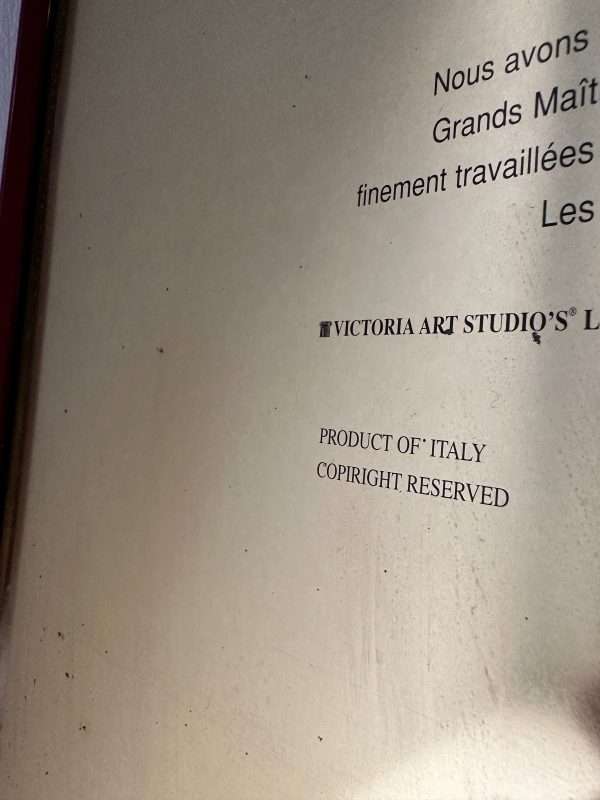 Nous avons
Grands Maît
finement travaillées
Les
VICTORIA ART STUDIO'S® L
PRODUCT OF ITALY
COPIRIGHT RESERVED